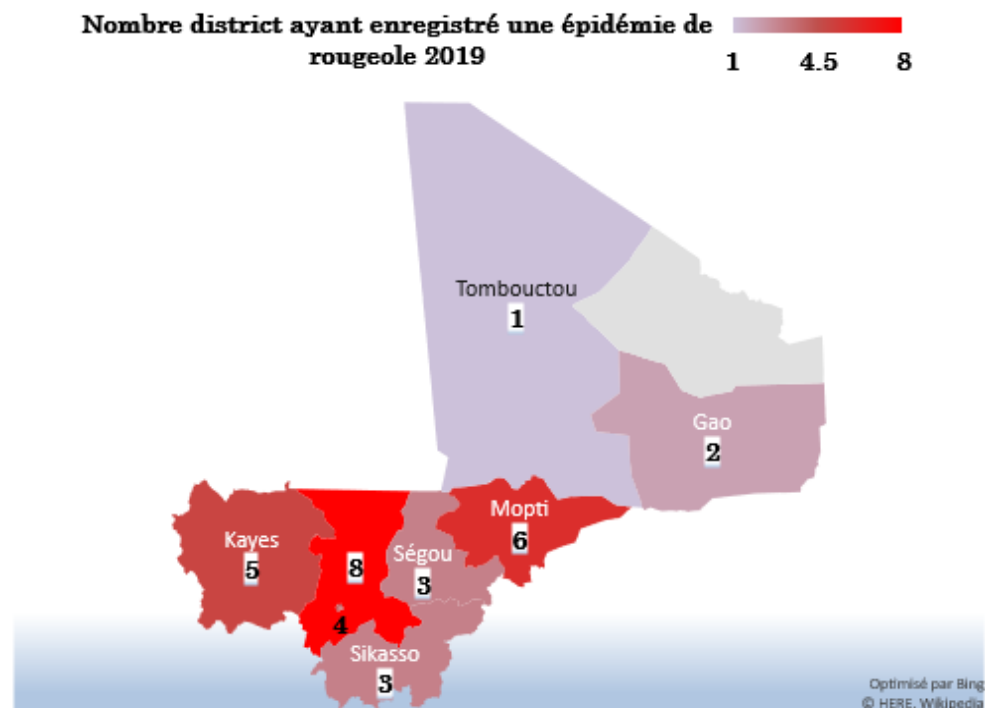 Nombre district ayant enregistré une épidémie de
rougeole 2019
1 4.5 8
Tombouctou
1
Gao
2
Mopti
6
Kayes
5
8
Ségou
3
4
Sikasso
3
Optimisé par Bing
© HERE, Wikipedia